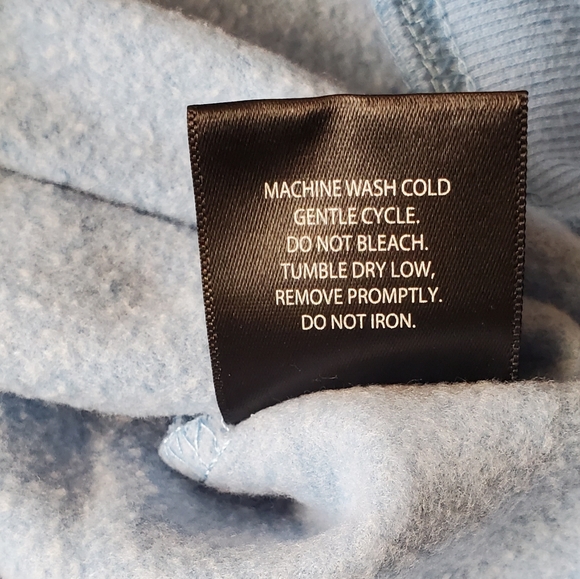 MACHINE WASH COLD
GENTLE CYCLE.
DO NOT BLEACH.
TUMBLE DRY LOW,
REMOVE PROMPTLY.
DO NOT IRON.